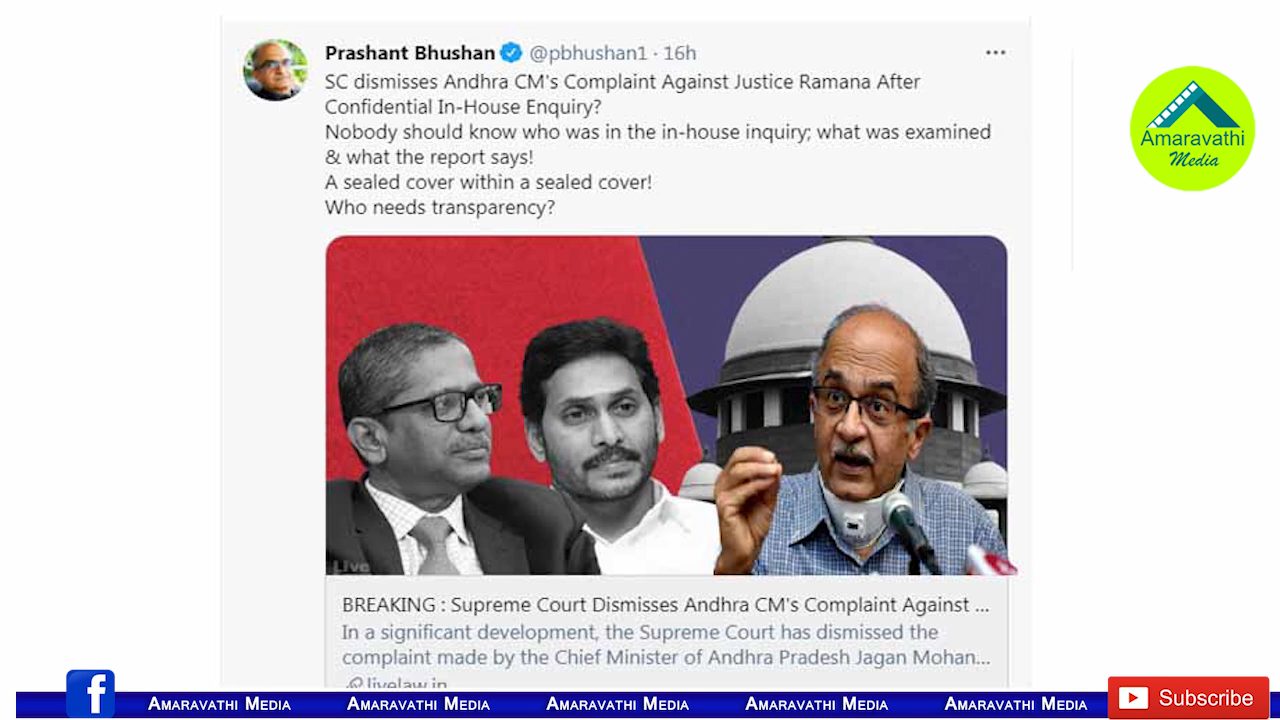 Prashant Bhushan @pbhushan1 · 16h
SC dismisses Andhra CM's Complaint Against Justice Ramana After
Confidential In-House Enquiry?
Nobody should know who was in the in-house inquiry; what was examined
& what the report says!
A sealed cover within a sealed cover!
Who needs transparency?
Amaravathi
Media
3M
Live
BREAKING : Supreme Court Dismisses Andhra CM's Complaint Against ...
In a significant development, the Supreme Court has dismissed the
complaint made by the Chief Minister of Andhra Pradesh Jagan Mohan...
livelaw.in
f AMARAVATHI MEDIA AMARAVATHI MEDIA AMARAVATHI MEDIA AMARAVATHI MEDIA AMARAVATHI MEDIA Subscribe